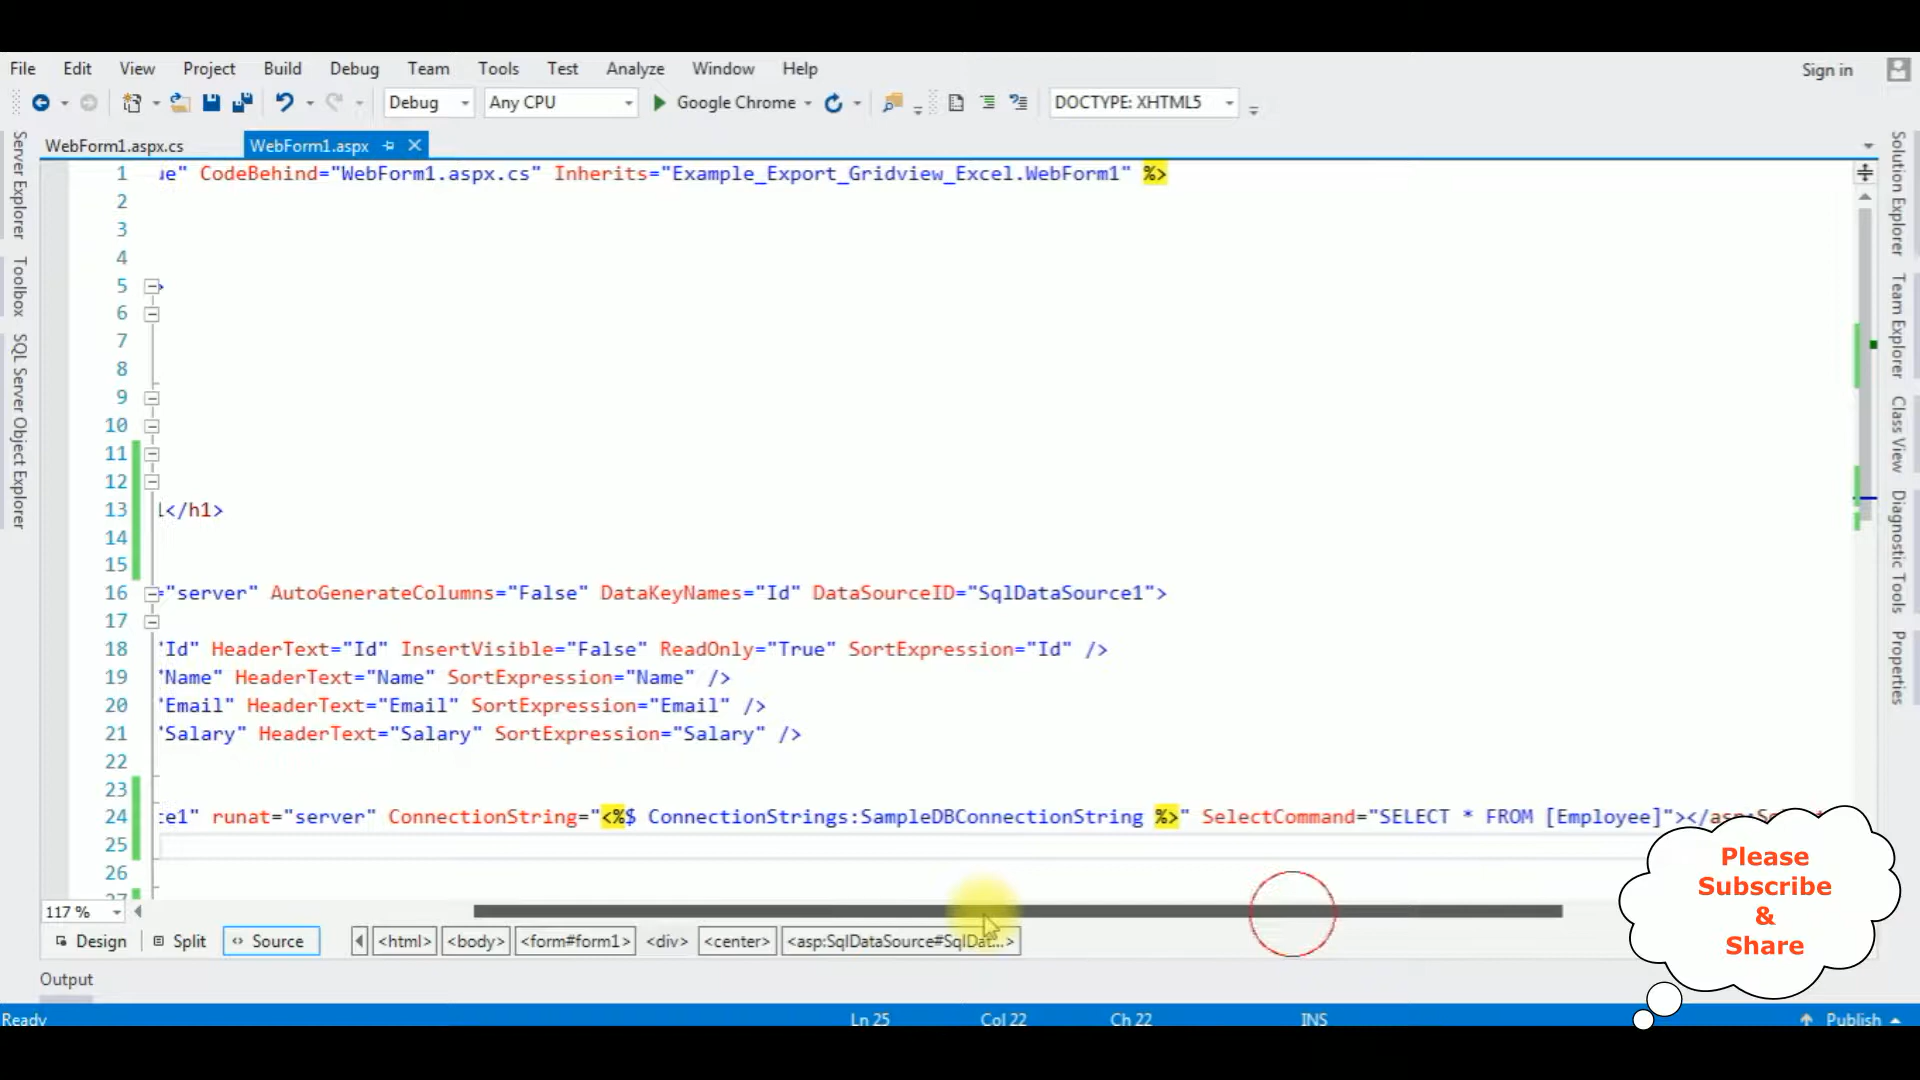 File Edit View Project Build Debug Team Tools Test Analyze Window Help Sign in
Debug Any CPU Google Chrome DOCTYPE: XHTML5
WebForm1.aspx.cs WebForm1.aspx
1 CodeBehind="WebForm1.aspx.cs" Inherits="Example_Export_Gridview_Excel.WebForm1" %>
2
3
4
5
6
7
8
9
10
11
12
13 </h1>
14
15
16 ="server" AutoGenerateColumns="False" DataKeyNames="Id" DataSourceID="SqlDataSource1">
17
18 "Id" HeaderText="Id" InsertVisible="False" ReadOnly="True" SortExpression="Id" />
19 "Name" HeaderText="Name" SortExpression="Name" />
20 "Email" HeaderText="Email" SortExpression="Email" />
21 "Salary" HeaderText="Salary" SortExpression="Salary" />
22
23
24 ce1" runat="server" ConnectionString="<%$ ConnectionStrings:SampleDBConnectionString %>" SelectCommand="SELECT * FROM [Employee]"></
25
26
117 %
Design Split Source <html> <body> <form#form1> <div> <center> <asp:SqlDataSource#SqlDat...>
Output
Ready Ln 25 Col 22 Ch 22 INS Publish
Server Explorer
Toolbox
SQL Server Object Explorer
Solution Explorer
Team Explorer
Class View
Diagnostic Tools
Properties
Please
Subscribe
&
Share